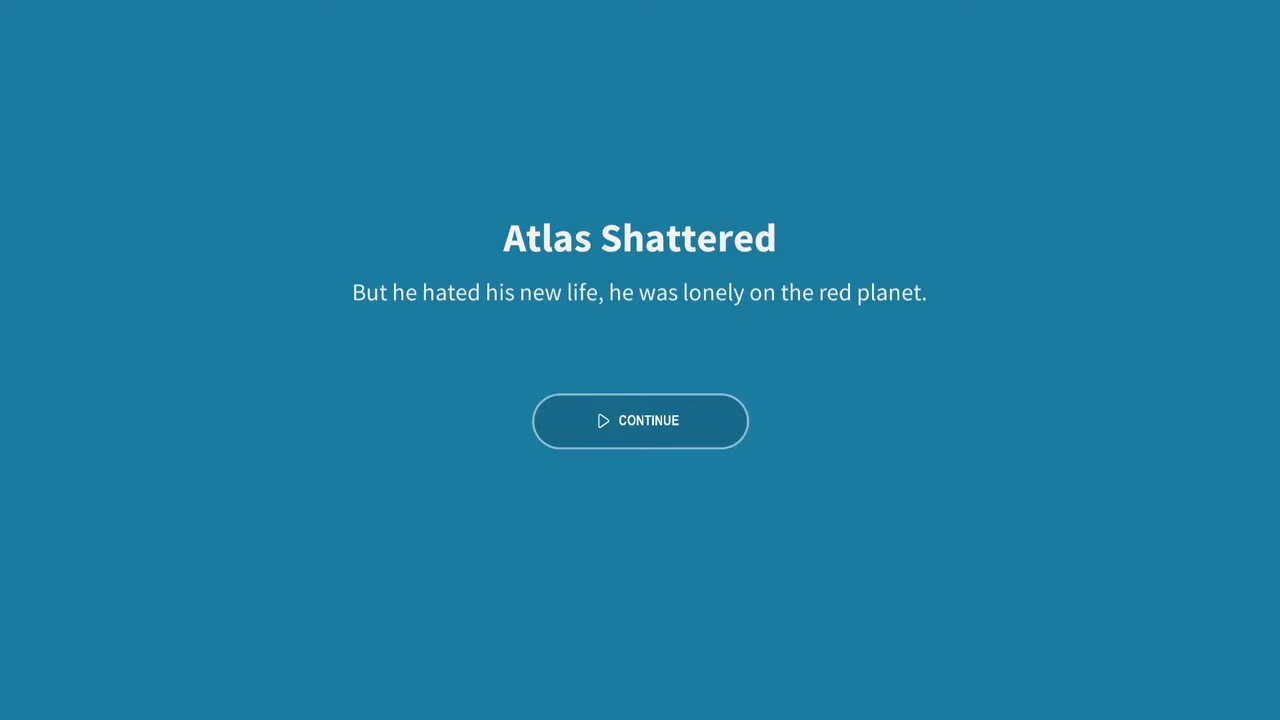 Atlas Shattered
But he hated his new life, he was lonely on the red planet.
CONTINUE